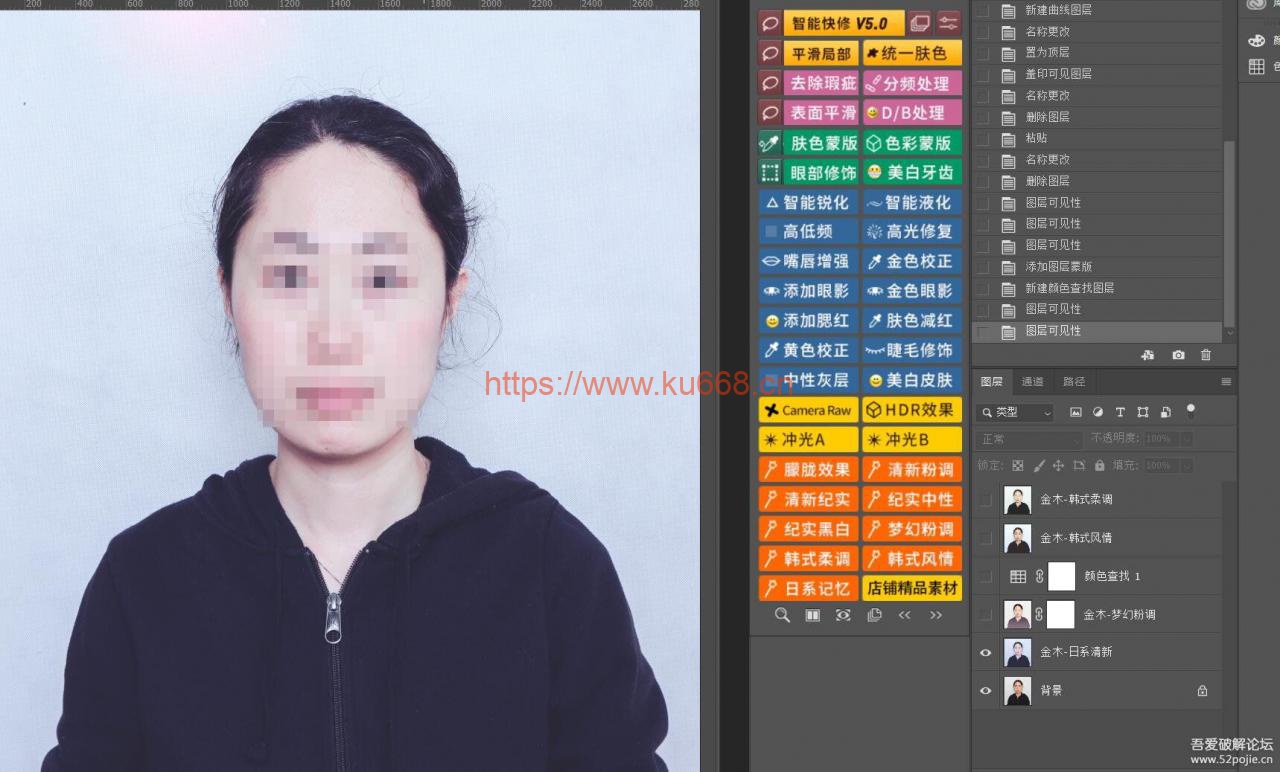 200 400 600 800 1000 1200 1400 1600 1800 2000 2200 2400 2600 280
智能快修 V5.0
平滑局部 统一肤色
去除瑕疵 分频处理
表面平滑 D/B处理
肤色蒙版 色彩蒙版
眼部修饰 美白牙齿
智能锐化 智能液化
高低频 高光修复
嘴唇增强 金色校正
添加眼影 金色眼影
添加腮红 肤色减红
黄色校正 睫毛修饰
中性灰层 美白皮肤
Camera Raw HDR效果
冲光A 冲光B
朦胧效果 清新粉调
清新纪实 纪实中性
纪实黑白 梦幻粉调
韩式柔调 韩式风情
日系记忆 店铺精品素材
https://www.ku668.cn
新建曲线图层
名称更改
置为顶层
盖印可见图层
名称更改
删除图层
粘贴
名称更改
删除图层
图层可见性
图层可见性
图层可见性
添加图层蒙版
新建颜色查找图层
图层可见性
图层可见性
图层 通道 路径
类型
正常 不透明度: 100%
锁定: 填充: 100%
金木-韩式柔调
金木-韩式风情
颜色查找 1
金木-梦幻粉调
金木-日系清新
背景
吾爱破解论坛
www.52pojie.cn